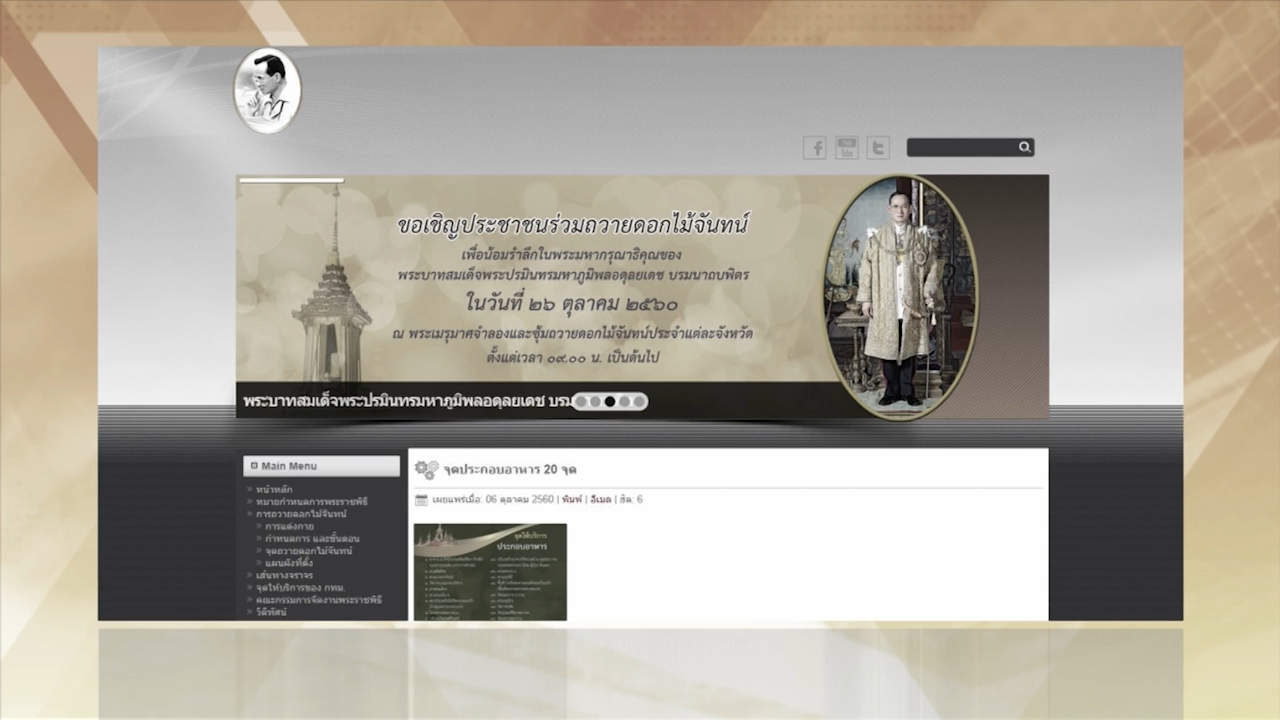 ขอเชิญประชาชนร่วมถวายดอกไม้จันทน์
เพื่อน้อมรำลึกในพระมหากรุณาธิคุณของ
พระบาทสมเด็จพระปรมินทรมหาภูมิพลอดุลยเดช บรมนาถบพิตร
ในวันที่ ๒๖ ตุลาคม ๒๕๖๐
ณ พระเมรุมาศจำลองและซุ้มถวายดอกไม้จันทน์ประจำแต่ละจังหวัด
ตั้งแต่เวลา ๐๙.๐๐ น. เป็นต้นไป
พระบาทสมเด็จพระปรมินทรมหาภูมิพลอดุลยเดช บรม
Main Menu
หน้าหลัก
หมายกำหนดการพระราชพิธี
การถวายดอกไม้จันทน์
การแต่งกาย
กำหนดการ และขั้นตอน
จุดถวายดอกไม้จันทน์
แผนผังที่ตั้ง
เส้นทางจราจร
จุดให้บริการของ กทม.
คณะกรรมการจัดงานพระราชพิธี
วิดีทัศน์
จุดประกอบอาหาร 20 จุด
เผยแพร่เมื่อ: 06 ตุลาคม 2560 | พิมพ์ | อีเมล | ฮิต: 6
จุดให้บริการ
ประกอบอาหาร